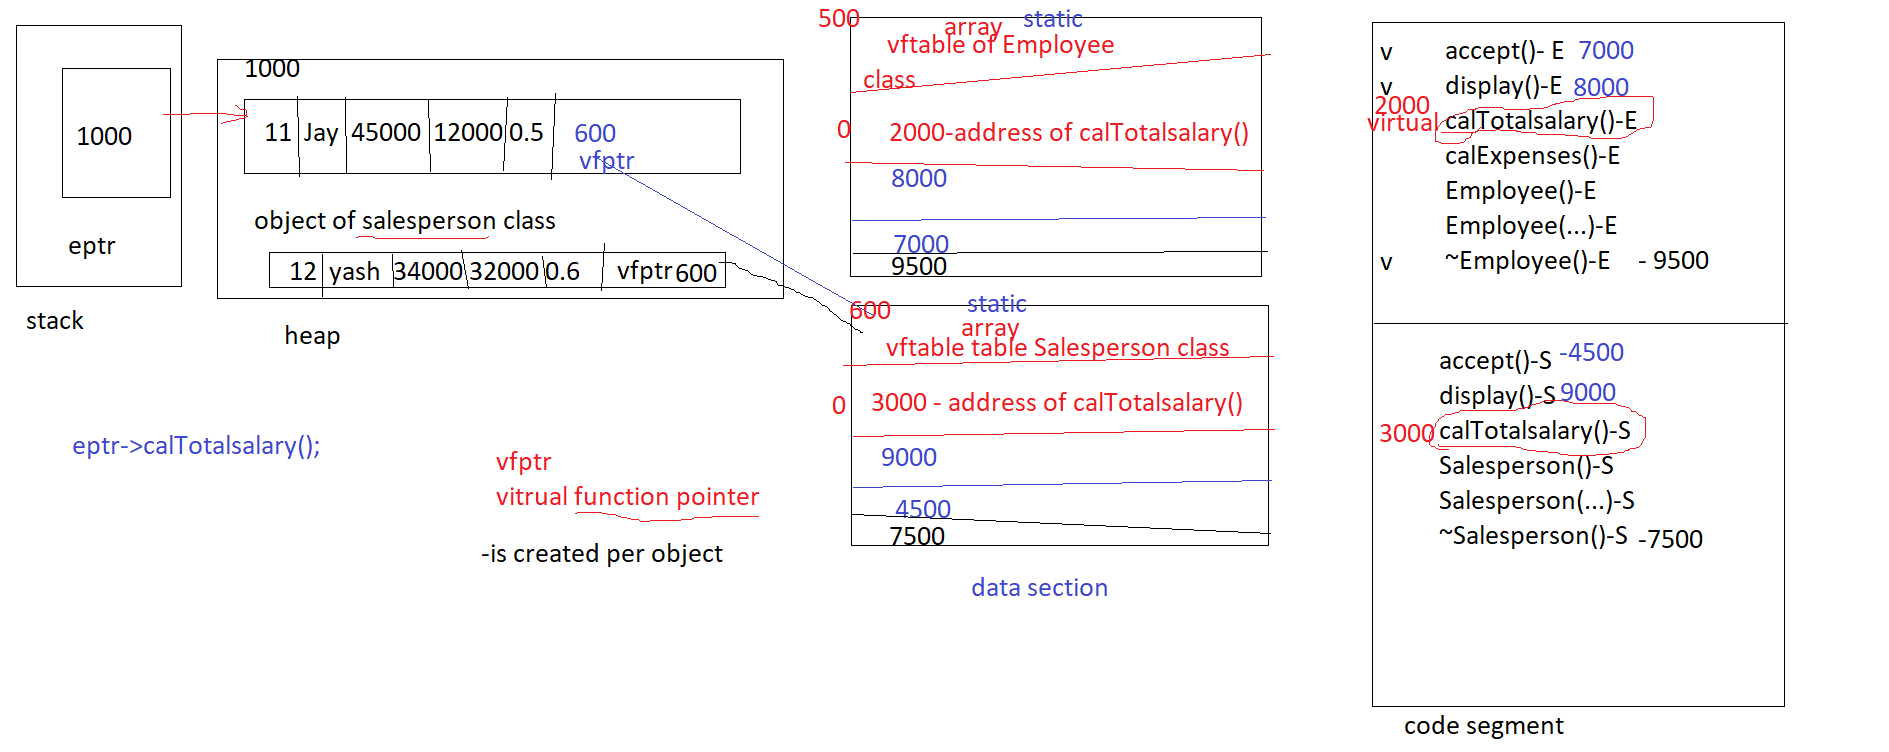 1000
eptr
stack
1000
11 Jay 45000 12000 0.5 600
vfptr
object of salesperson class
12 yash 34000 32000 0.6 vfptr 600
heap
eptr->calTotalsalary();
vfptr
vitrual function pointer
-is created per object
500
array static
vftable of Employee
class
0 2000-address of calTotalsalary()
8000
7000
9500
600 static
array
vftable table Salesperson class
0 3000 - address of calTotalsalary()
9000
4500
7500
data section
v accept()- E 7000
v display()-E 8000
2000
virtual calTotalsalary()-E
calExpenses()-E
Employee()-E
Employee(...)-E
v ~Employee()-E - 9500
accept()-S -4500
display()-S 9000
3000 calTotalsalary()-S
Salesperson()-S
Salesperson(...)-S
~Salesperson()-S -7500
code segment